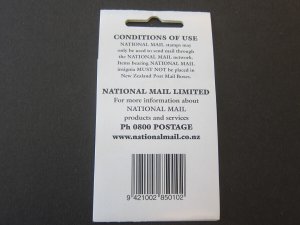 CONDITIONS OF USE
NATIONAL MAIL stamps may
only be used to send mail through
the NATIONAL MAIL network.
Items bearing NATIONAL MAIL
insignia MUST NOT be placed in
New Zealand Post Mail Boxes.
NATIONAL MAIL LIMITED
For more information about
NATIONAL MAIL
products and services
Ph 0800 POSTAGE
www.nationalmail.co.nz
9 421002 850102